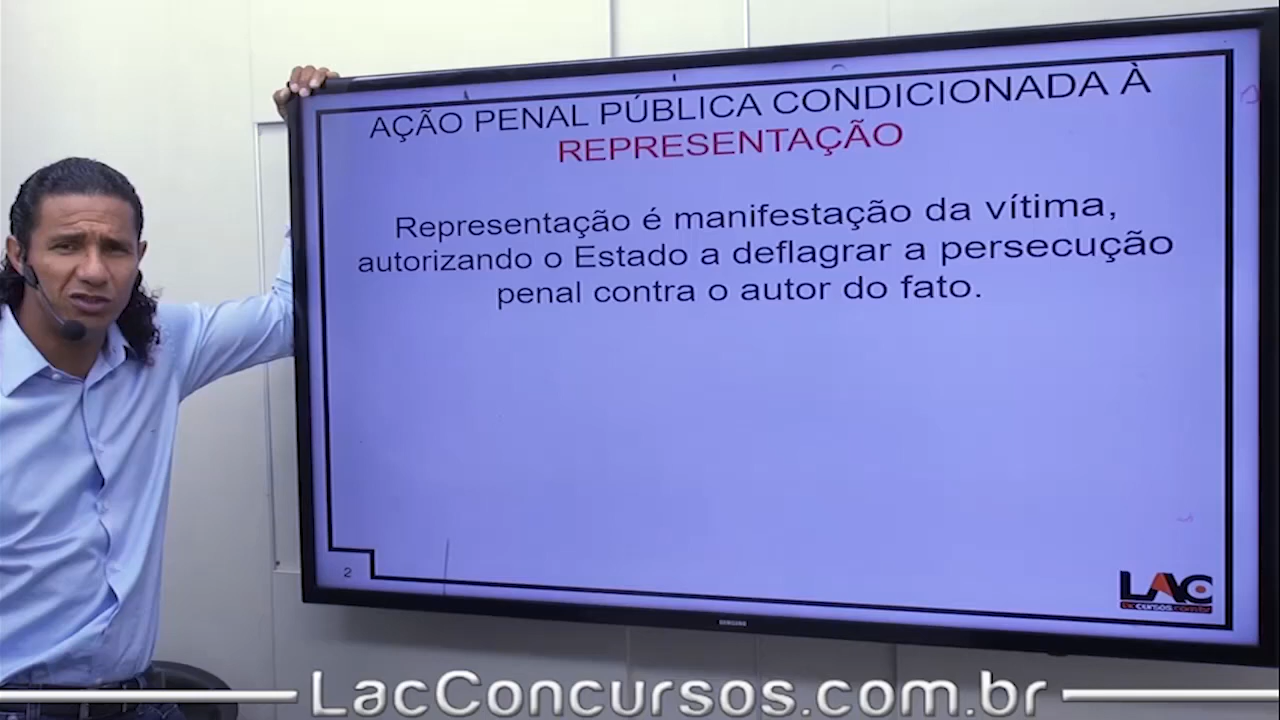 AÇÃO PENAL PÚBLICA CONDICIONADA À
REPRESENTAÇÃO
Representação é manifestação da vítima,
autorizando o Estado a deflagrar a persecução
penal contra o autor do fato.
2
LAC
SAMSUNG
LacConcursos.com.br